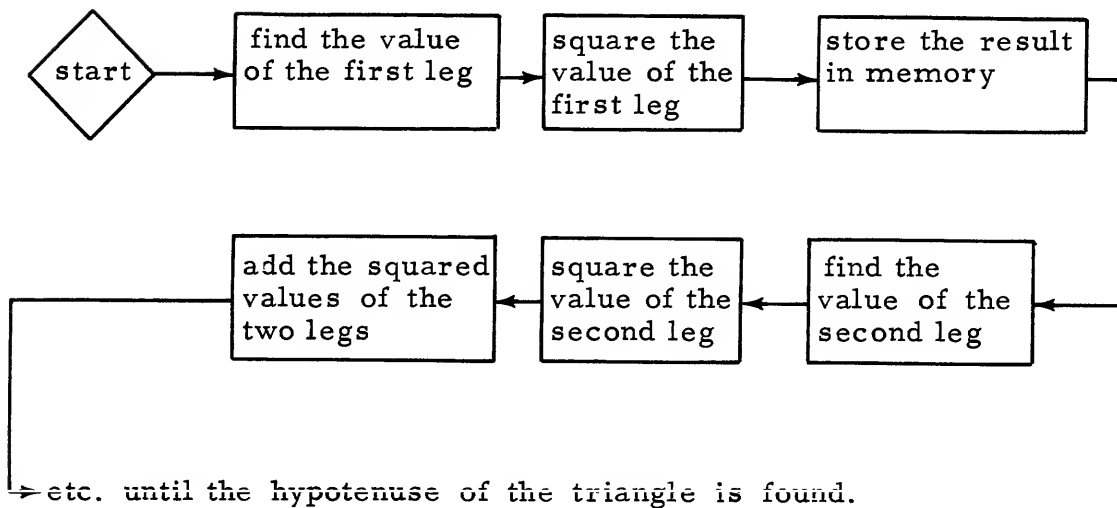 start
find the value
of the first leg
square the
value of the
first leg
store the result
in memory
find the
value of the
second leg
square the
value of the
second leg
add the squared
values of the
two legs
etc. until the hypotenuse of the triangle is found.